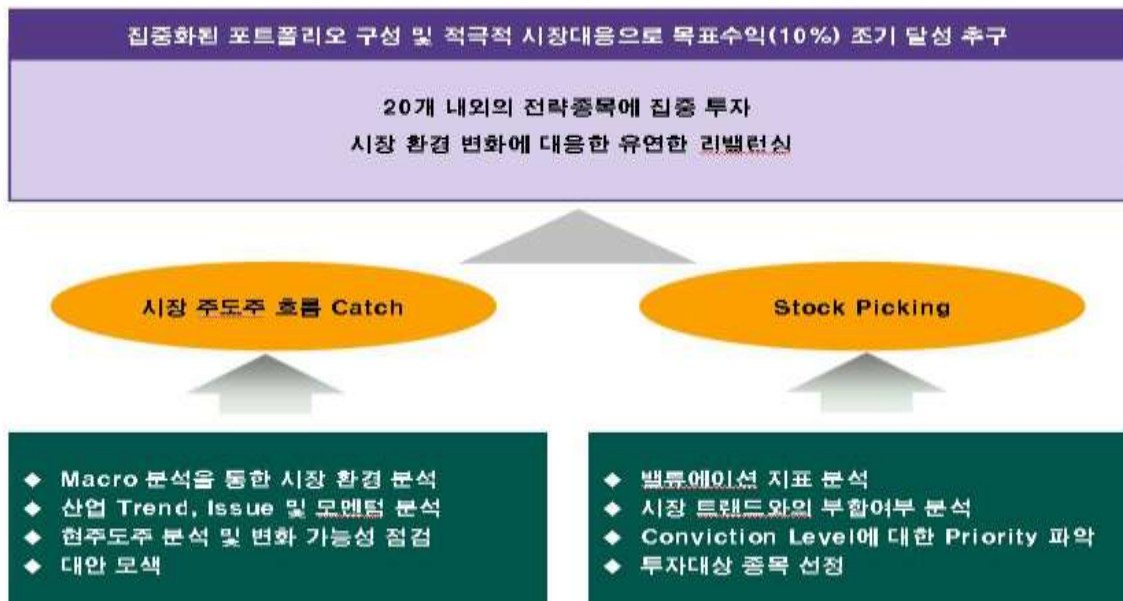 집중화된 포트폴리오 구성 및 적극적 시장대응으로 목표수익(10%) 조기 달성 추구
20개 내외의 전략종목에 집중 투자
시장 환경 변화에 대응한 유연한 리밸런싱
시장 주도주 흐름 Catch
Stock Picking
◆ Macro 분석을 통한 시장 환경 분석
◆ 산업 Trend, Issue 및 모멘텀 분석
◆ 현주도주 분석 및 변화 가능성 점검
◆ 대안 모색
◆ 밸류에이션 지표 분석
◆ 시장 트랜드와의 부합여부 분석
◆ Conviction Level에 대한 Priority 파악
◆ 투자대상 종목 선정